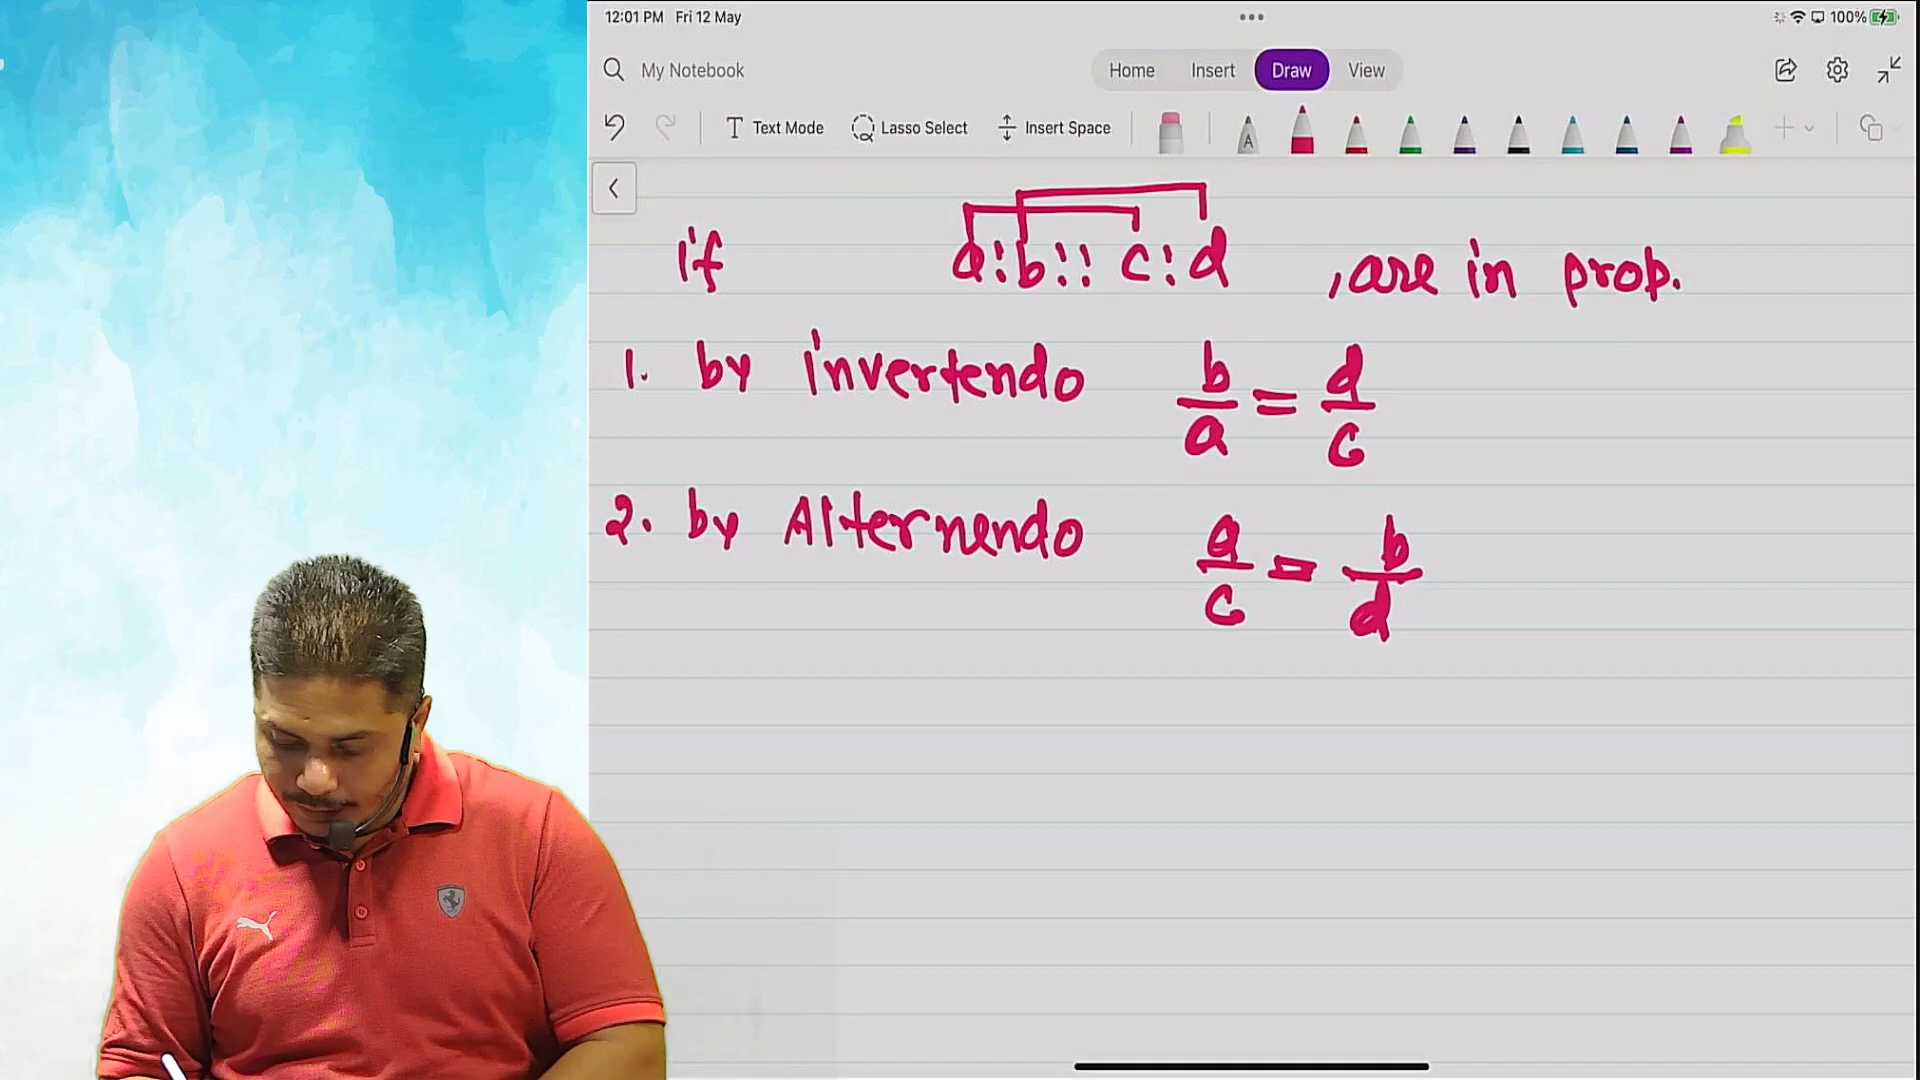 12:01 PM Fri 12 May
100%
My Notebook
Home Insert Draw View
Text Mode Lasso Select Insert Space
A
if a:b:: c:d , are in prop.
1. by invertendo b/a = d/c
2. by Alternendo a/c = b/d